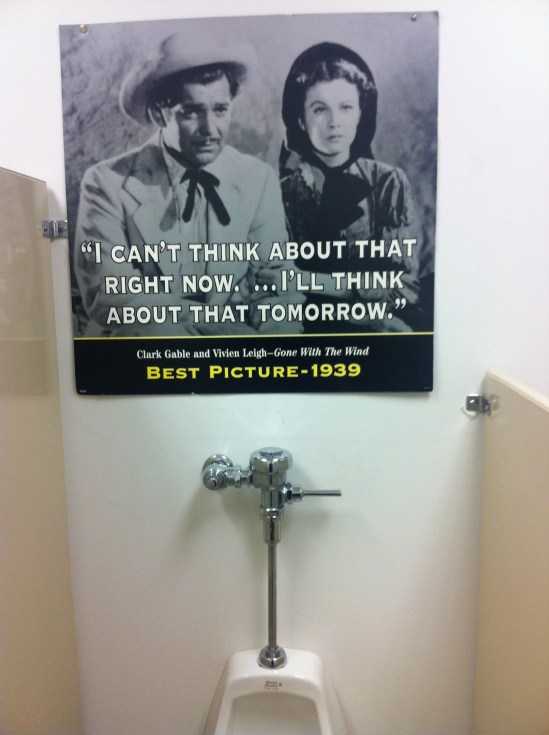 “I CAN’T THINK ABOUT THAT
RIGHT NOW. ...I’LL THINK
ABOUT THAT TOMORROW.”
Clark Gable and Vivien Leigh–Gone With The Wind
BEST PICTURE-1939